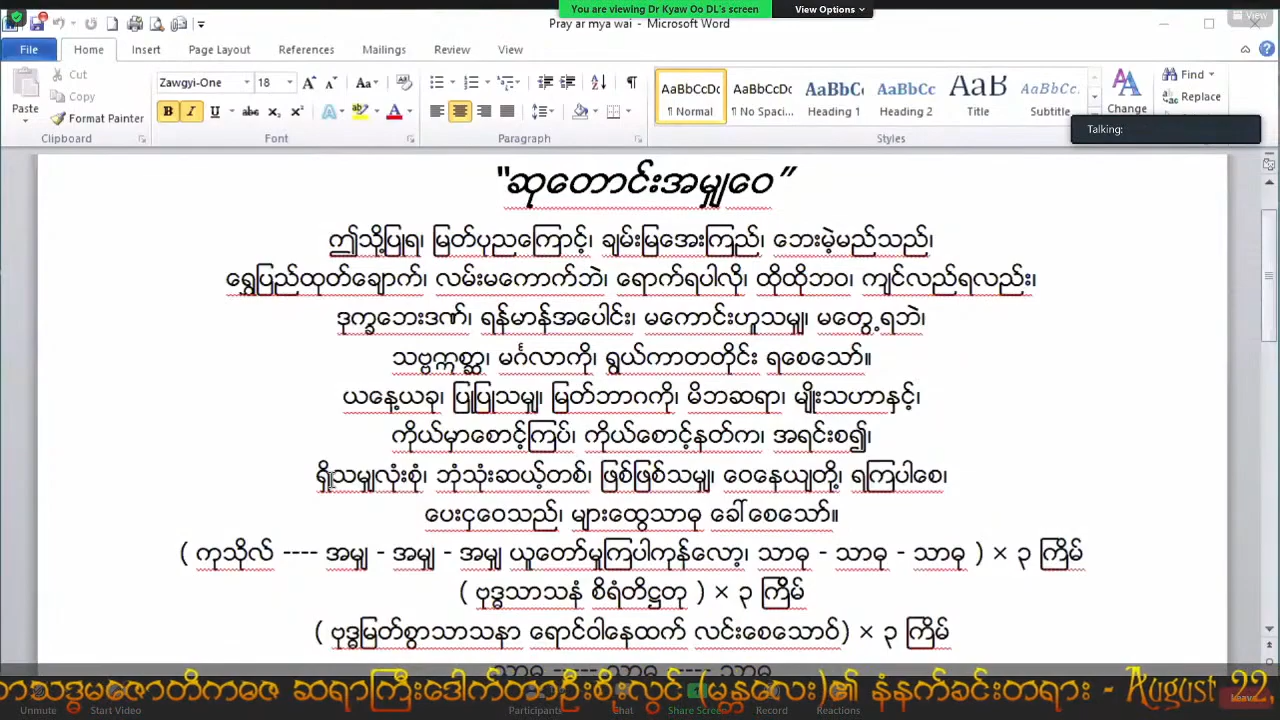 You are viewing Dr Kyaw Oo DL's screen
View Options
View
Pray ar mya wai - Microsoft Word
File Home Insert Page Layout References Mailings Review View
Paste
Cut
Copy
Format Painter
Clipboard
Zawgyi-One 18
Font
Paragraph
AaBbCcDc AaBbCcDc AaBbC AaBbCc AaB AaBbCc.
¶ Normal ¶ No Spaci... Heading 1 Heading 2 Title Subtitle
Change
Styles
Find
Replace
Talking:
"ဆုတောင်းအမျှဝေ"
ဤသို့ပြုရ၊ မြတ်ပုညကြောင့်၊ ချမ်းမြအေးကြည်၊ ဘေးမဲ့မည်သည်၊
ရွှေပြည်ထုတ်ချောက်၊ လမ်းမကောက်ဘဲ၊ ရောက်ရပါလို၊ ထိုထိုဘဝ၊ ကျင်လည်ရလည်း၊
ဒုက္ခဘေးဒဏ်၊ ရန်မာန်အပေါင်း၊ မကောင်းဟူသမျှ၊ မတွေ့ရဘဲ၊
သဗ္ဗဣစ္ဆာ၊ မင်္ဂလာကို၊ ရွယ်ကာတတိုင်း ရစေသော်။
ယနေ့ယခု၊ ပြုပြုသမျှ၊ မြတ်ဘာဂကို၊ မိဘဆရာ၊ မျိုးသဟာနှင့်၊
ကိုယ်မှာစောင့်ကြပ်၊ ကိုယ်စောင့်နတ်က၊ အရင်းစ၍၊
ရှိသမျှလုံးစုံ၊ ဘုံသုံးဆယ့်တစ်၊ ဖြစ်ဖြစ်သမျှ၊ ဝေနေယျတို့၊ ရကြပါစေ၊
ပေးငှဝေသည်၊ များထွေသာဓု ခေါ်စေသော်။
( ကုသိုလ် ---- အမျှ - အမျှ - အမျှ ယူတော်မူကြပါကုန်လော့၊ သာဓု - သာဓု - သာဓု ) × ၃ ကြိမ်
( ဗုဒ္ဓသာသနံ စိရံတိဋ္ဌတု ) × ၃ ကြိမ်
( ဗုဒ္ဓမြတ်စွာသာသနာ ရောင်ဝါနေထက် လင်းစေသောဝ်) × ၃ ကြိမ်
သာဓု ----- သာဓု ---- သာဓု
ဆရာကြီးဒေါက်တာဦးစိုးလွင် (မန္တလေး)၏ နံနက်ခင်းတရား - August 22,
Unmute Start Video Participants Chat Share Screen Record Reactions Leave